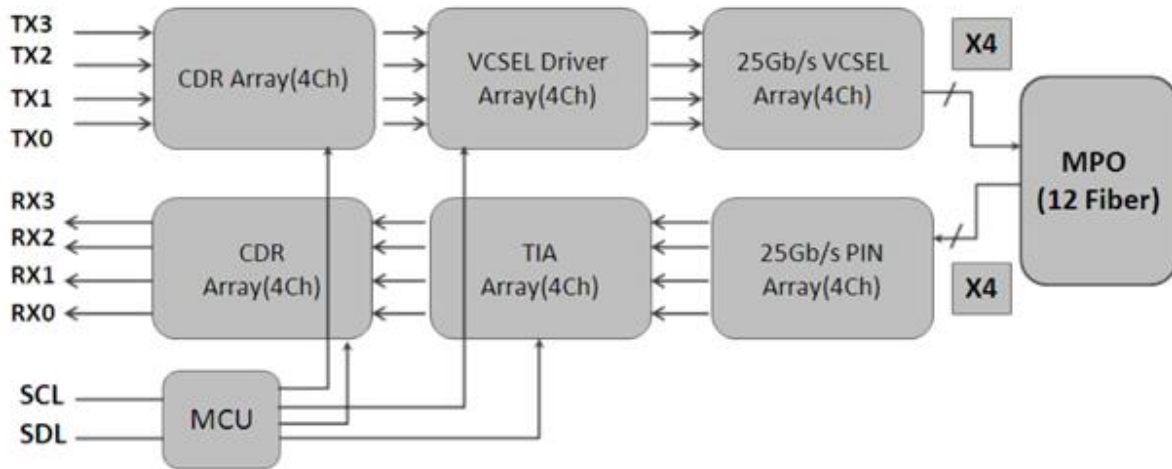 TX3
TX2
TX1
TX0
CDR Array(4Ch)
VCSEL Driver
Array(4Ch)
25Gb/s VCSEL
Array(4Ch)
X4
MPO
(12 Fiber)
RX3
RX2
RX1
RX0
CDR
Array(4Ch)
TIA
Array(4Ch)
25Gb/s PIN
Array(4Ch)
X4
SCL
SDL
MCU